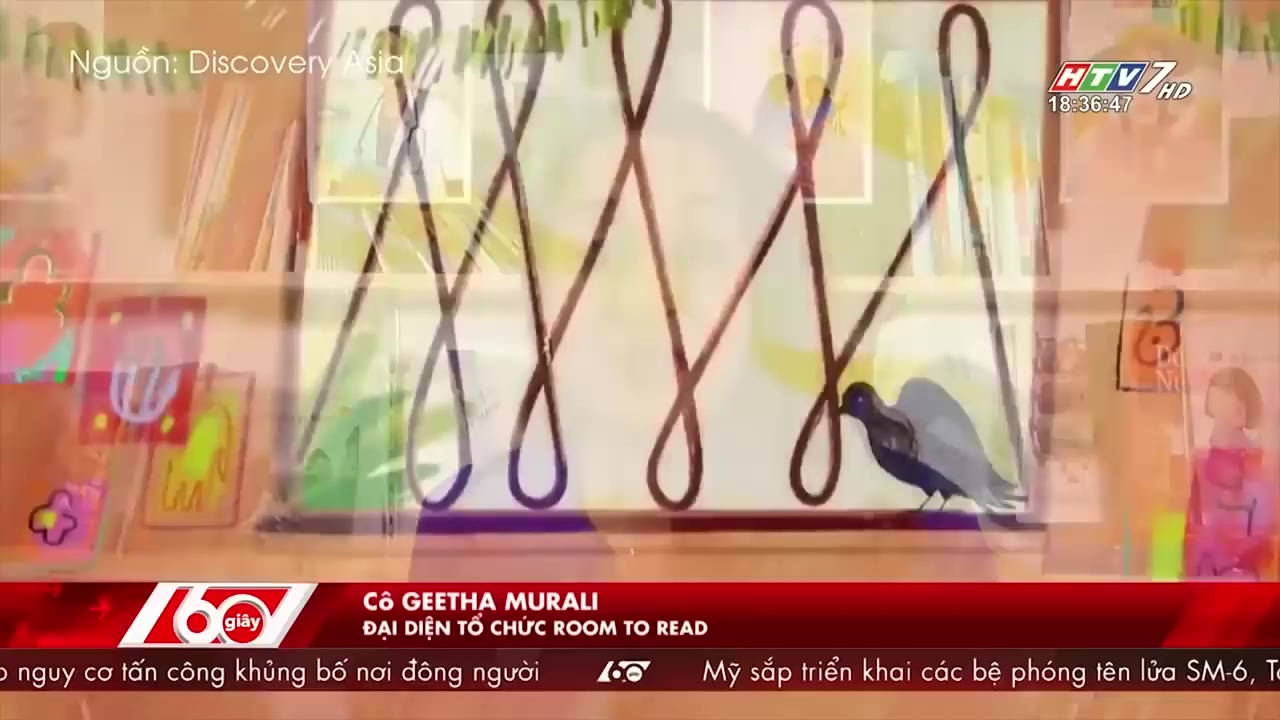 Nguồn: Discovery Asia
HTV7 HD
18:36:47
60 giây
Cô GEETHA MURALI
ĐẠI DIỆN TỔ CHỨC ROOM TO READ
nguy cơ tấn công khủng bố nơi đông người
60 giây
Mỹ sắp triển khai các bệ phóng tên lửa SM-6,